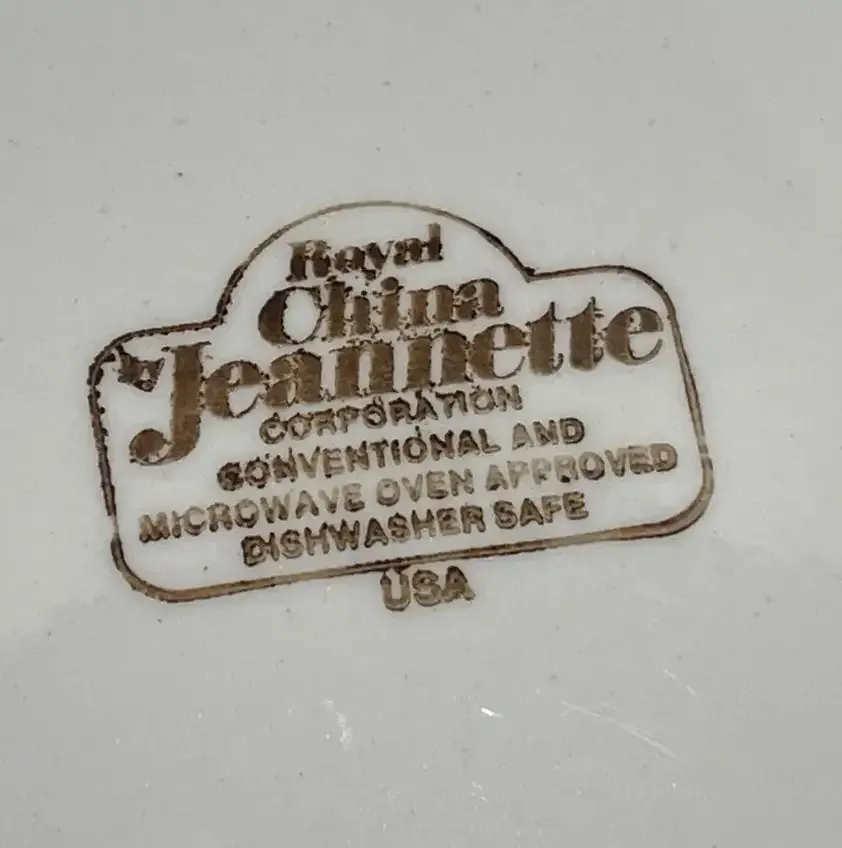 Royal
China
by Jeannette
CORPORATION
CONVENTIONAL AND
MICROWAVE OVEN APPROVED
DISHWASHER SAFE
USA